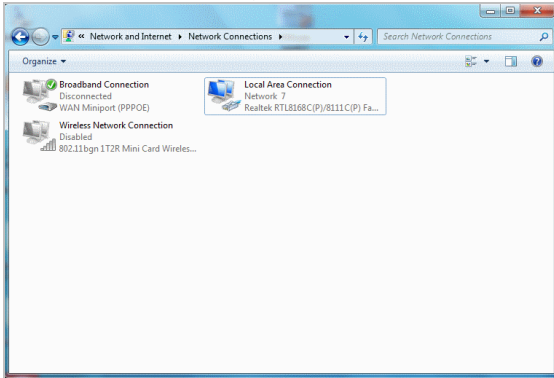 « Network and Internet ▸ Network Connections ▸
Search Network Connections
Organize
Broadband Connection
Disconnected
WAN Miniport (PPPOE)
Local Area Connection
Network 7
Realtek RTL8168C(P)/8111C(P) Fa...
Wireless Network Connection
Disabled
802.11bgn 1T2R Mini Card Wireles...